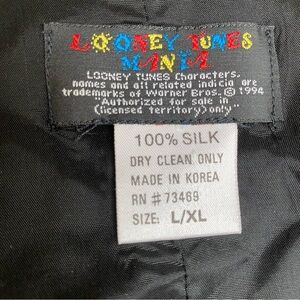 LOONEY TUNES
MANIA
LOONEY TUNES Characters,
names and all related indicia are
trademarks of Warner Bros. © 1994
"Authorized for sale in
(licensed territory) only"
100% SILK
DRY CLEAN ONLY
MADE IN KOREA
RN # 73469
SIZE: L/XL